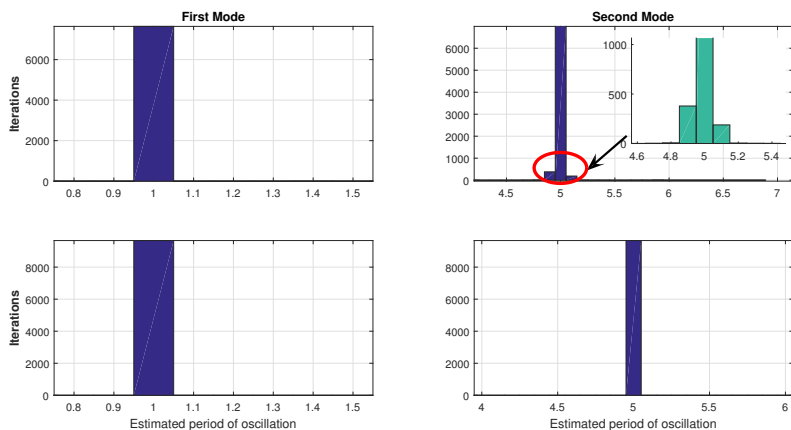 First Mode
Second Mode
Iterations
6000
4000
2000
0
0.8 0.9 1 1.1 1.2 1.3 1.4 1.5
6000
5000
4000
3000
2000
1000
0
4.5 5 5.5 6 6.5 7
1000
500
0
4.6 4.8 5 5.2 5.4
Iterations
8000
6000
4000
2000
0
0.8 0.9 1 1.1 1.2 1.3 1.4 1.5
Estimated period of oscillation
8000
6000
4000
2000
0
4 4.5 5 5.5 6
Estimated period of oscillation